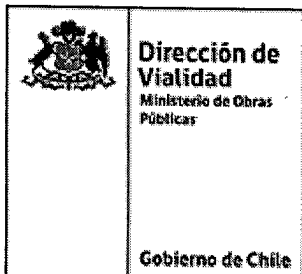 Dirección de
Vialidad
Ministerio de Obras
Públicas
Gobierno de Chile